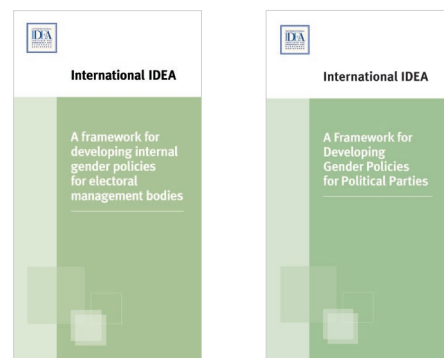 IDEA
International IDEA
A framework for
developing internal
gender policies
for electoral
management bodies
IDEA
International IDEA
A Framework for
Developing
Gender Policies
for Political Parties